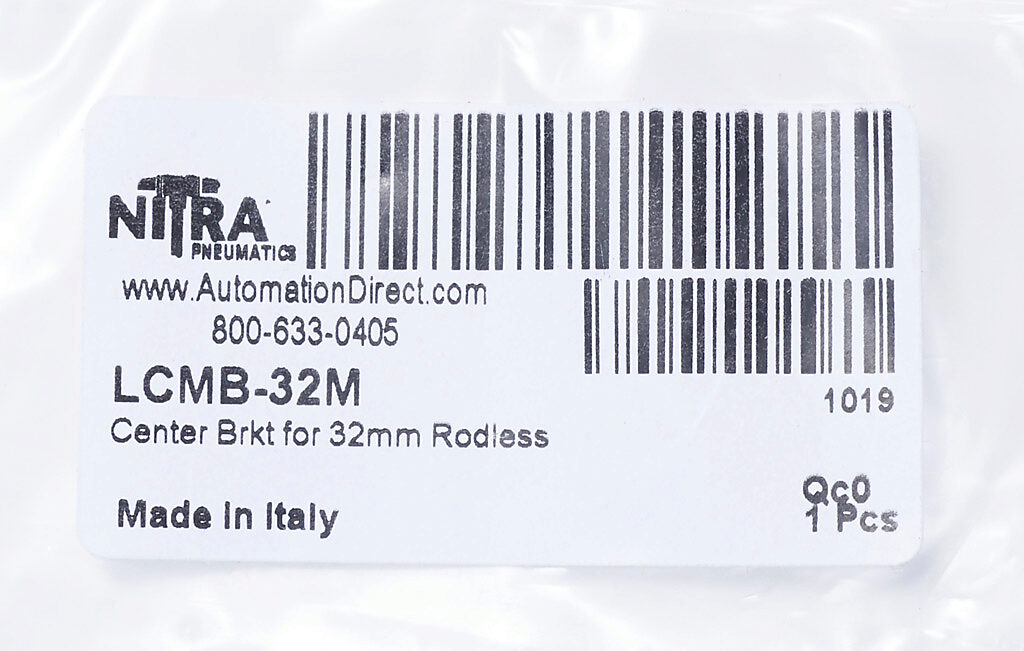 NITRA
PNEUMATICS
www.AutomationDirect.com
800-633-0405
LCMB-32M
1019
Center Brkt for 32mm Rodless
Made in Italy
Qc0
1 Pcs